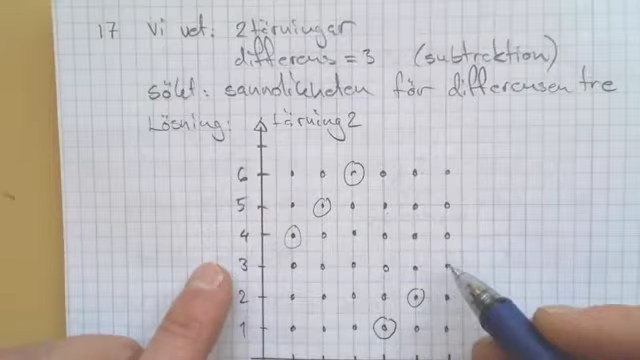 17 Vi vet: 2 tärningar
differens = 3 (subtraktion)
sökt: sannolikheten för differensen tre
Lösning: tärning 2
6
5
4
3
2
1